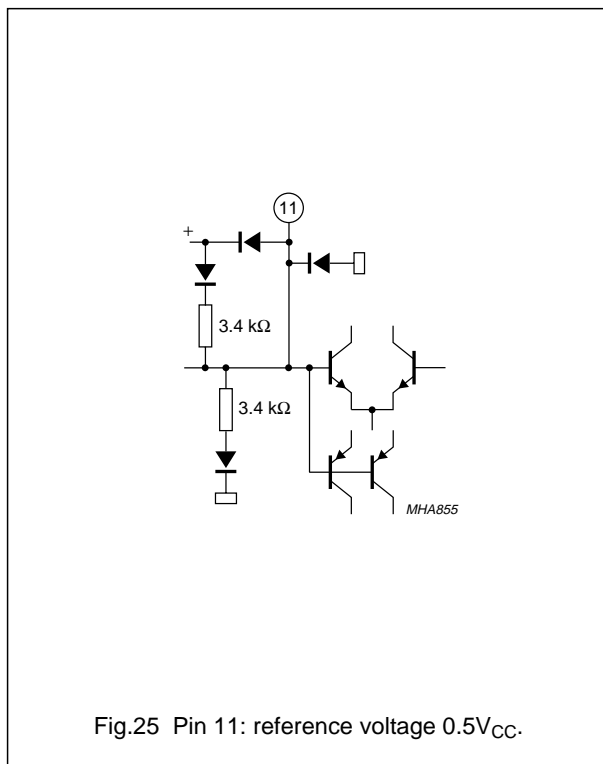 11
+
3.4 kΩ
3.4 kΩ
MHA855
Fig.25 Pin 11: reference voltage 0.5VCC.